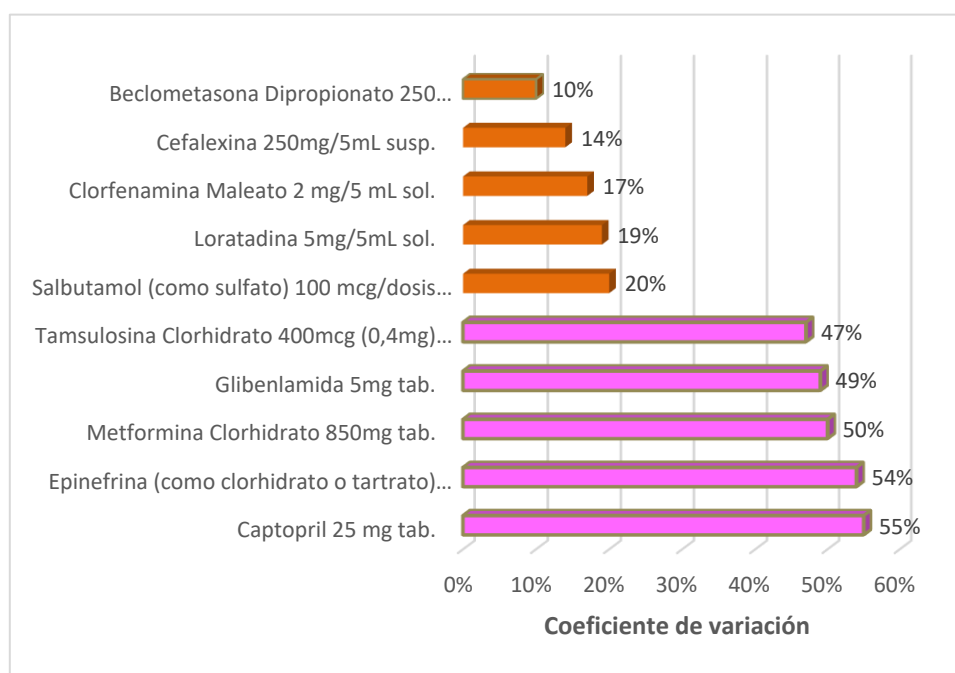 Beclometasona Dipropionato 250... 10%
Cefalexina 250mg/5mL susp. 14%
Clorfenamina Maleato 2 mg/5 mL sol. 17%
Loratadina 5mg/5mL sol. 19%
Salbutamol (como sulfato) 100 mcg/dosis... 20%
Tamsulosina Clorhidrato 400mcg (0,4mg)... 47%
Glibenlamida 5mg tab. 49%
Metformina Clorhidrato 850mg tab. 50%
Epinefrina (como clorhidrato o tartrato)... 54%
Captopril 25 mg tab. 55%
0% 10% 20% 30% 40% 50% 60%
Coeficiente de variación